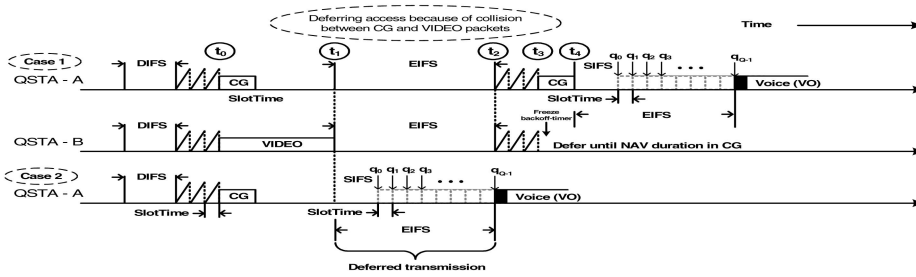 Deferring access because of collision
between CG and VIDEO packets
Time
t0 t1 t2 t3 t4
q0 q1 q2 q3 qQ-1
Case 1
QSTA - A
DIFS
CG
SlotTime
EIFS
CG
SIFS
• • •
Voice (VO)
SlotTime
EIFS
Freeze
backoff-timer
QSTA - B
DIFS
VIDEO
EIFS
Defer until NAV duration in CG
Case 2
QSTA - A
DIFS
CG
SlotTime
SIFS
q0 q1 q2 q3 qQ-1
• • •
Voice (VO)
SlotTime
EIFS
Deferred transmission